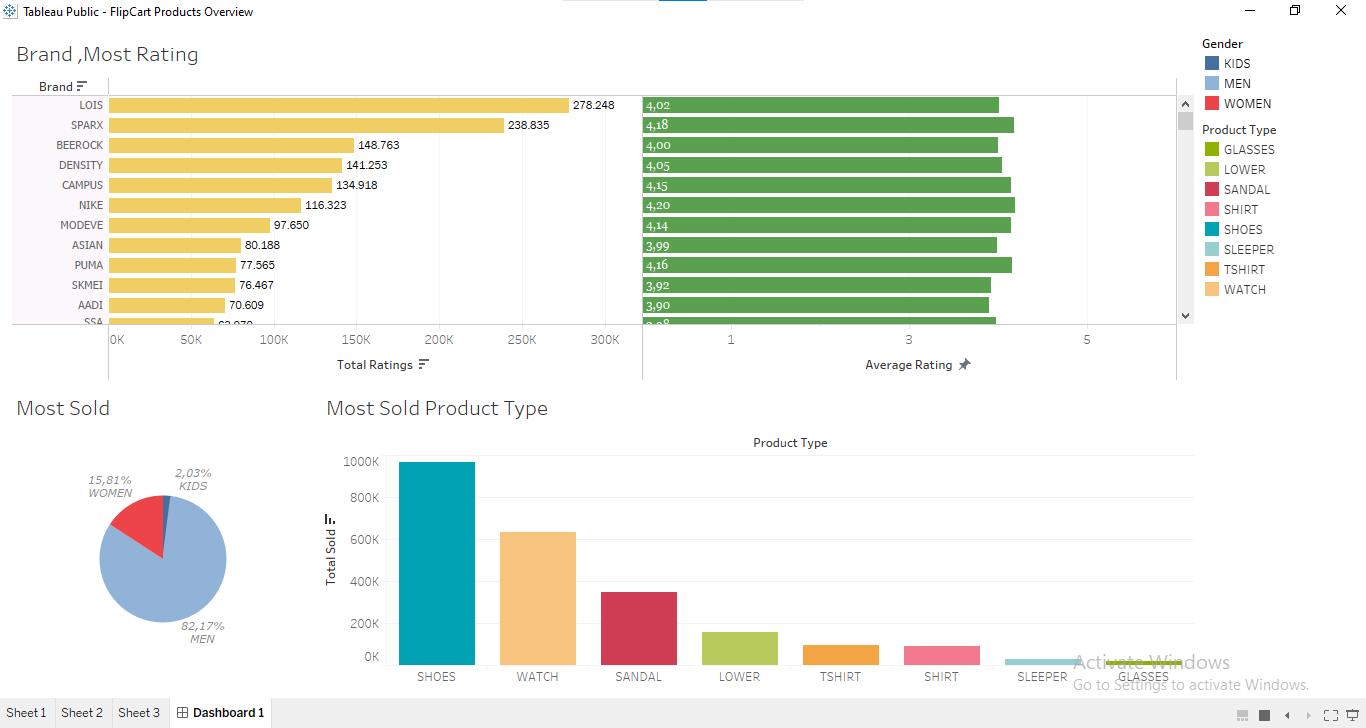 Tableau Public - FlipCart Products Overview
Brand ,Most Rating
Brand
LOIS 278.248 4,02
SPARX 238.835 4,18
BEEROCK 148.763 4,00
DENSITY 141.253 4,05
CAMPUS 134.918 4,15
NIKE 116.323 4,20
MODEVE 97.650 4,14
ASIAN 80.188 3,99
PUMA 77.565 4,16
SKMEI 76.467 3,92
AADI 70.609 3,90
SSA
0K 50K 100K 150K 200K 250K 300K 1 3 5
Total Ratings Average Rating
Gender
KIDS
MEN
WOMEN
Product Type
GLASSES
LOWER
SANDAL
SHIRT
SHOES
SLEEPER
TSHIRT
WATCH
Most Sold
15,81%
WOMEN
2,03%
KIDS
82,17%
MEN
Most Sold Product Type
Product Type
Total Sold
1000K
800K
600K
400K
200K
0K
SHOES WATCH SANDAL LOWER TSHIRT SHIRT SLEEPER GLASSES
Activate Windows
Go to Settings to activate Windows.
Sheet 1 Sheet 2 Sheet 3 Dashboard 1